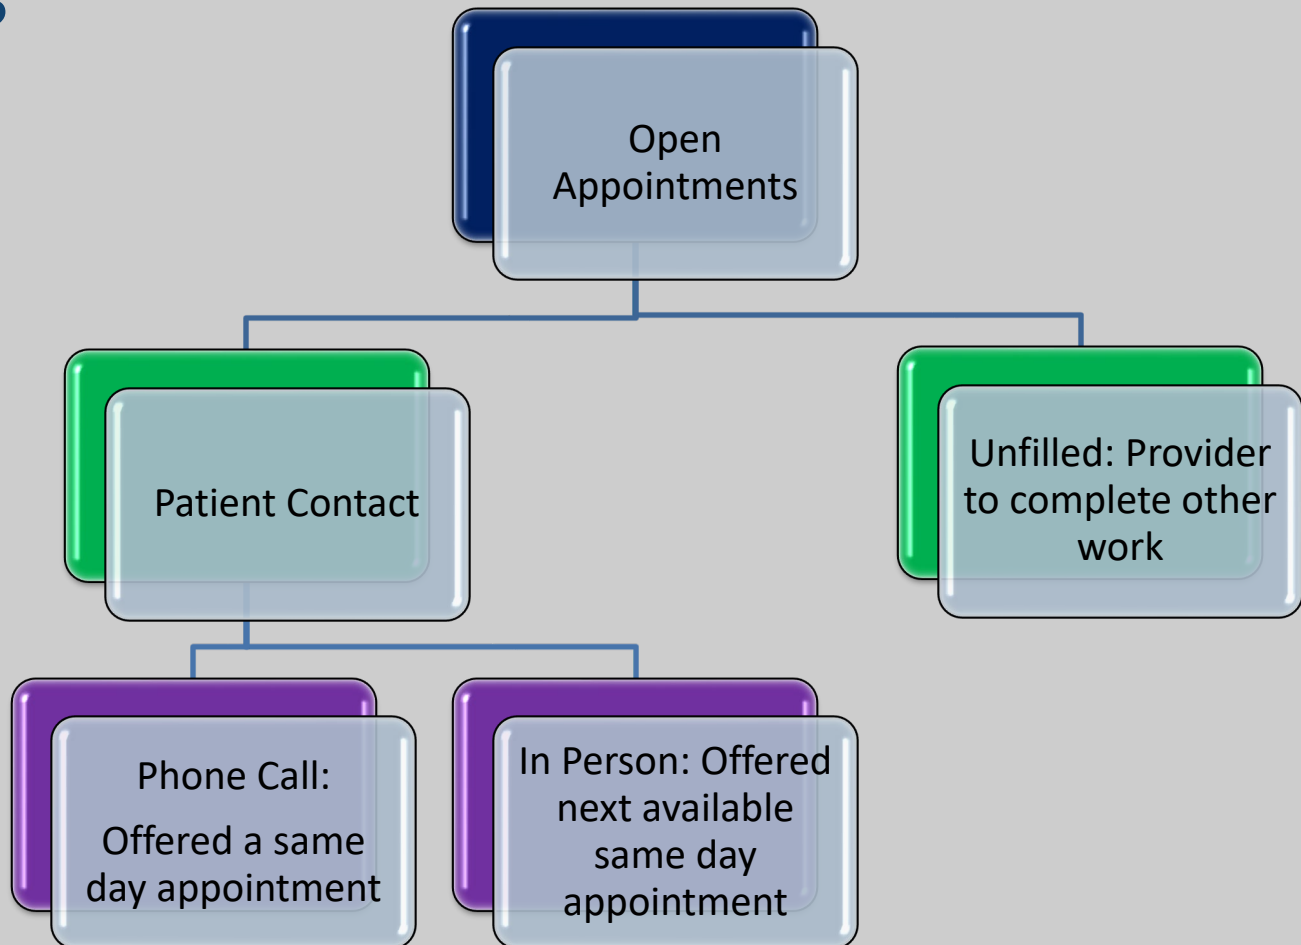 Open
Appointments
Patient Contact
Unfilled: Provider
to complete other
work
Phone Call:
Offered a same
day appointment
In Person: Offered
next available
same day
appointment